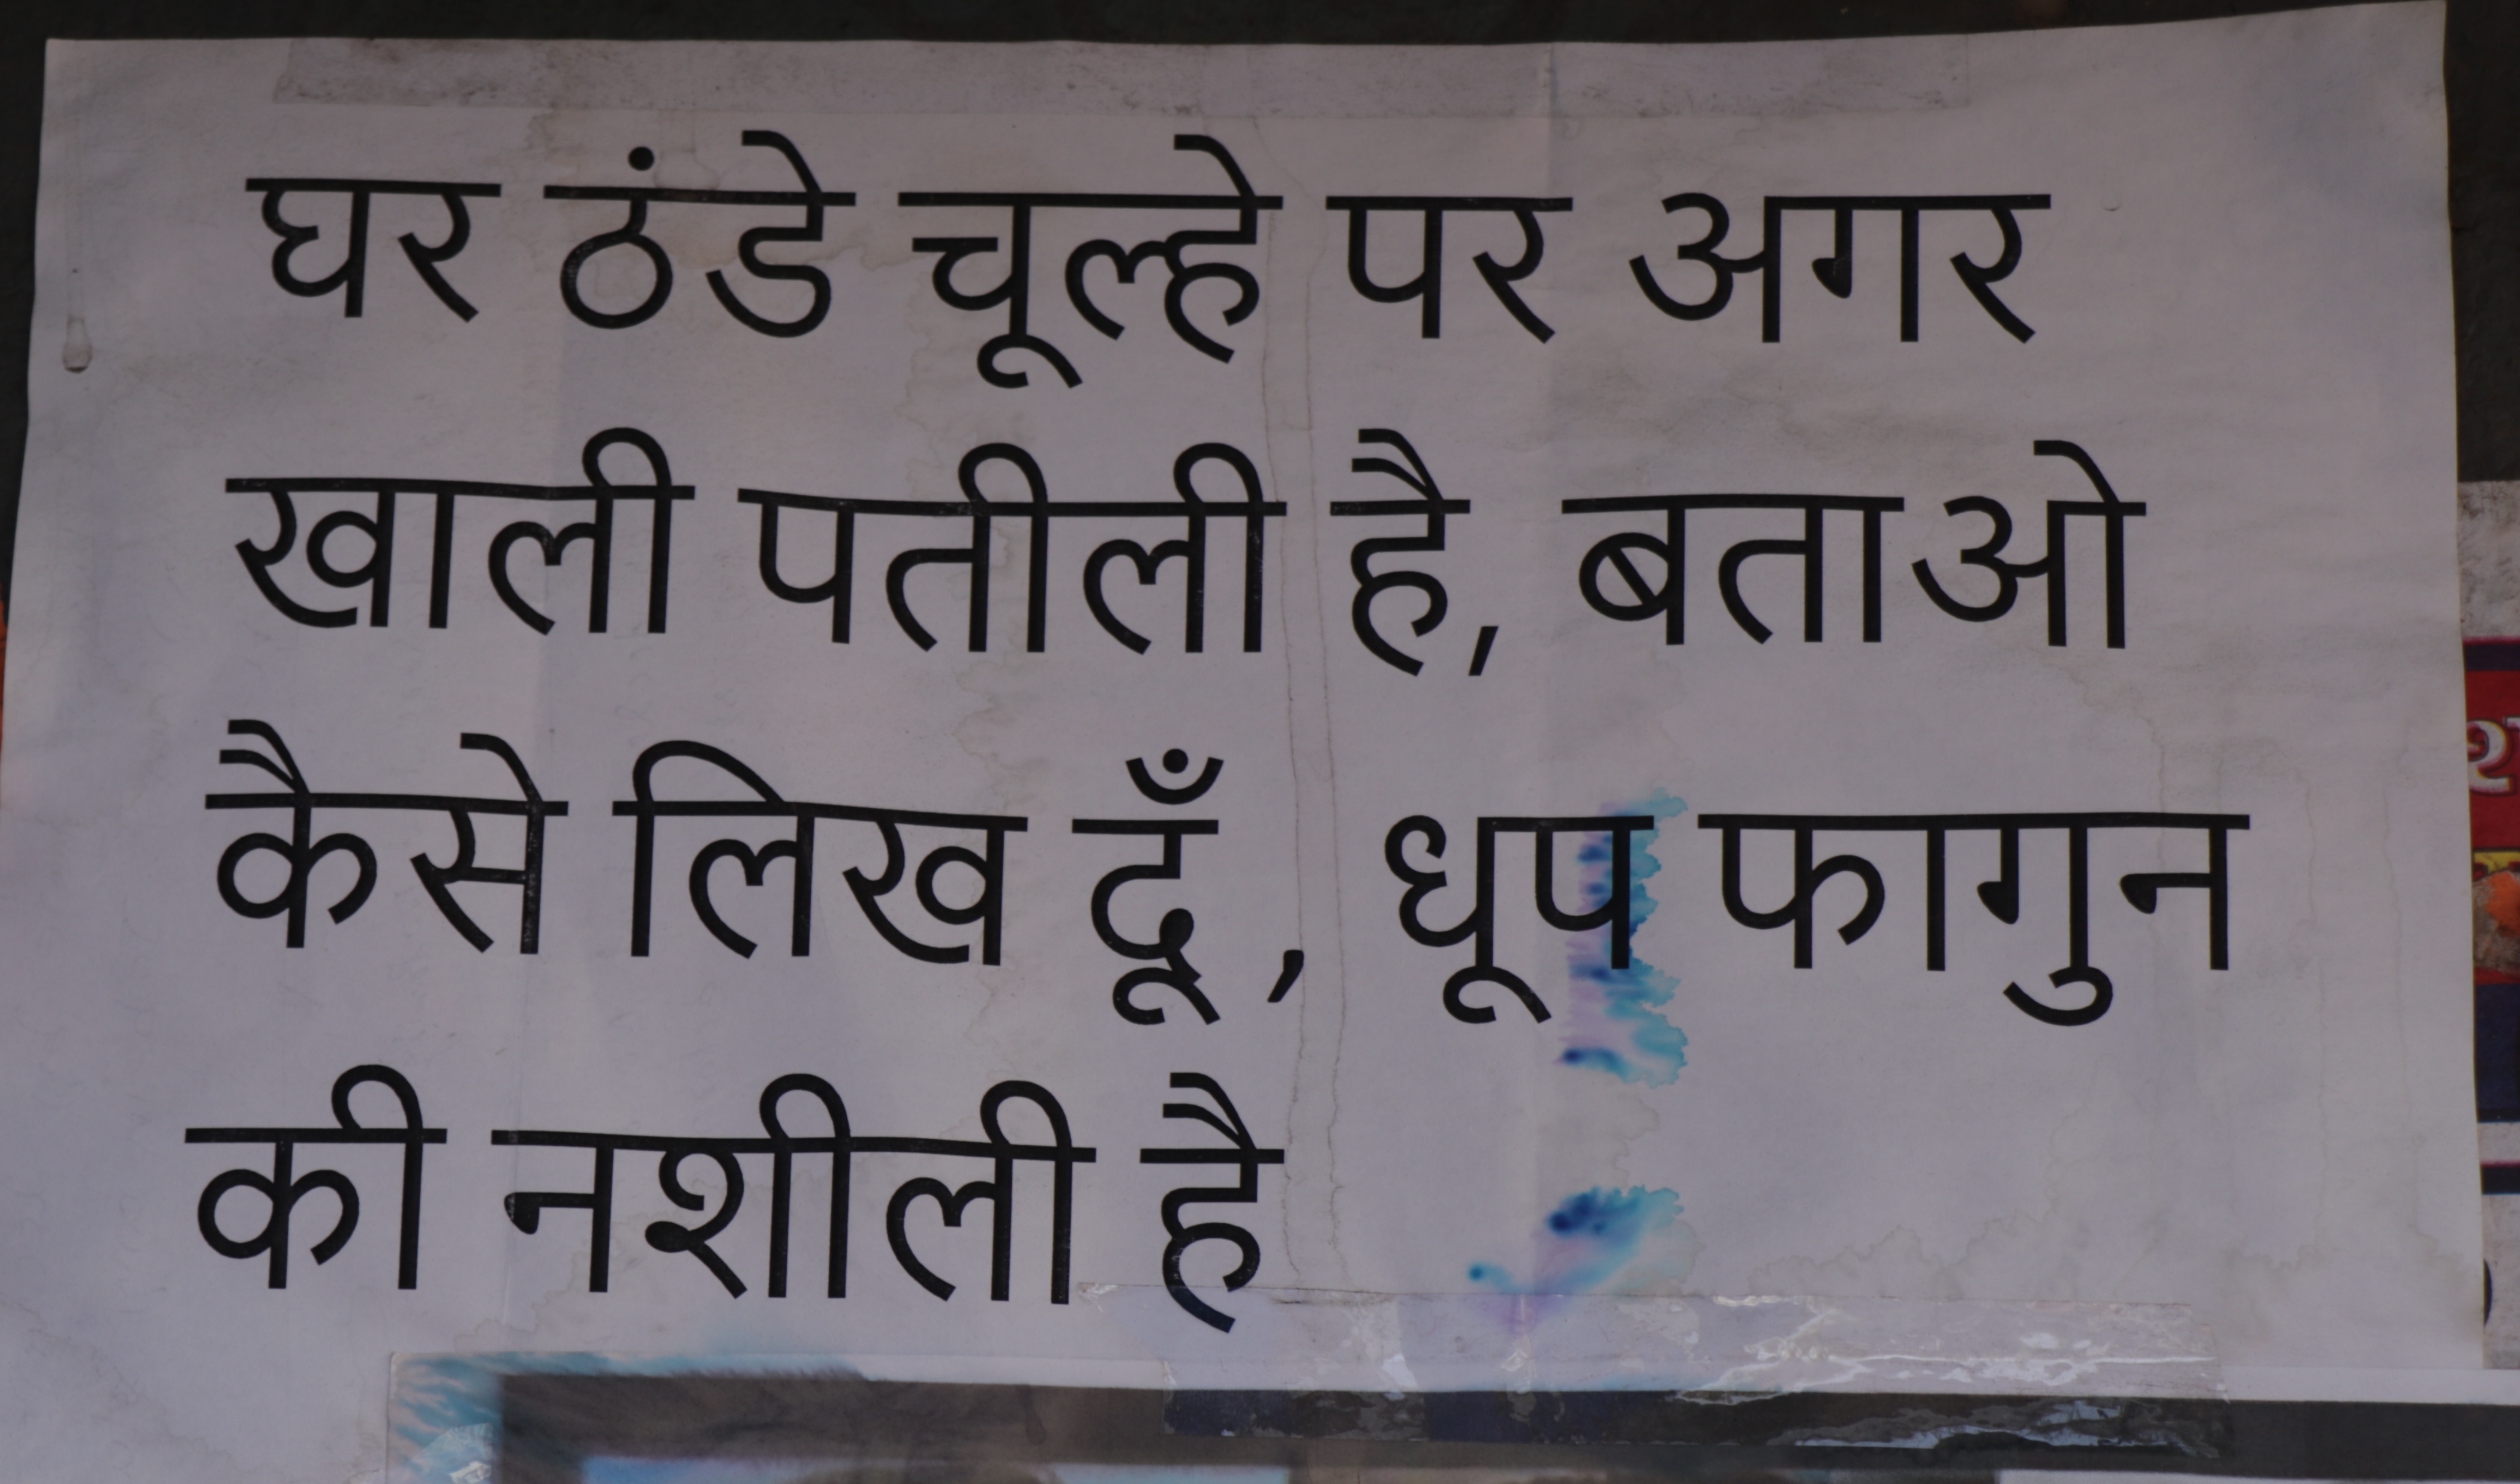 घर ठंडे चूल्हे पर अगर
खाली पतीली है, बताओ
कैसे लिख दूँ , धूप फागुन
की नशीली है